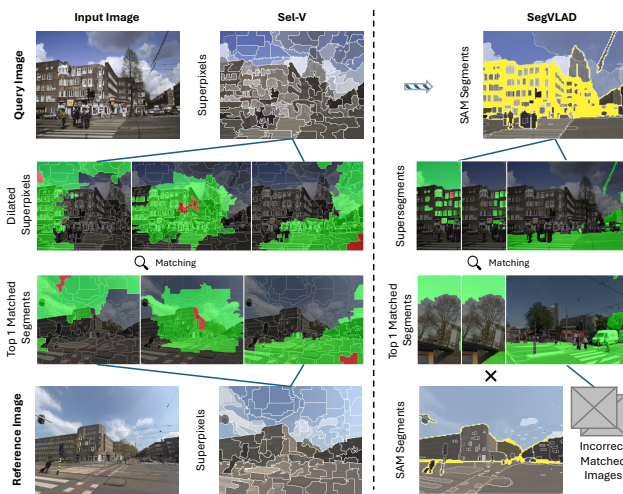 Input Image
Sel-V
SegVLAD
Query Image
Superpixels
SAM Segments
Dilated
Superpixels
Supersegments
Matching
Matching
Top 1 Matched
Segments
Top 1 Matched
Segments
Reference Image
Superpixels
SAM Segments
Incorrect
Matched
Images